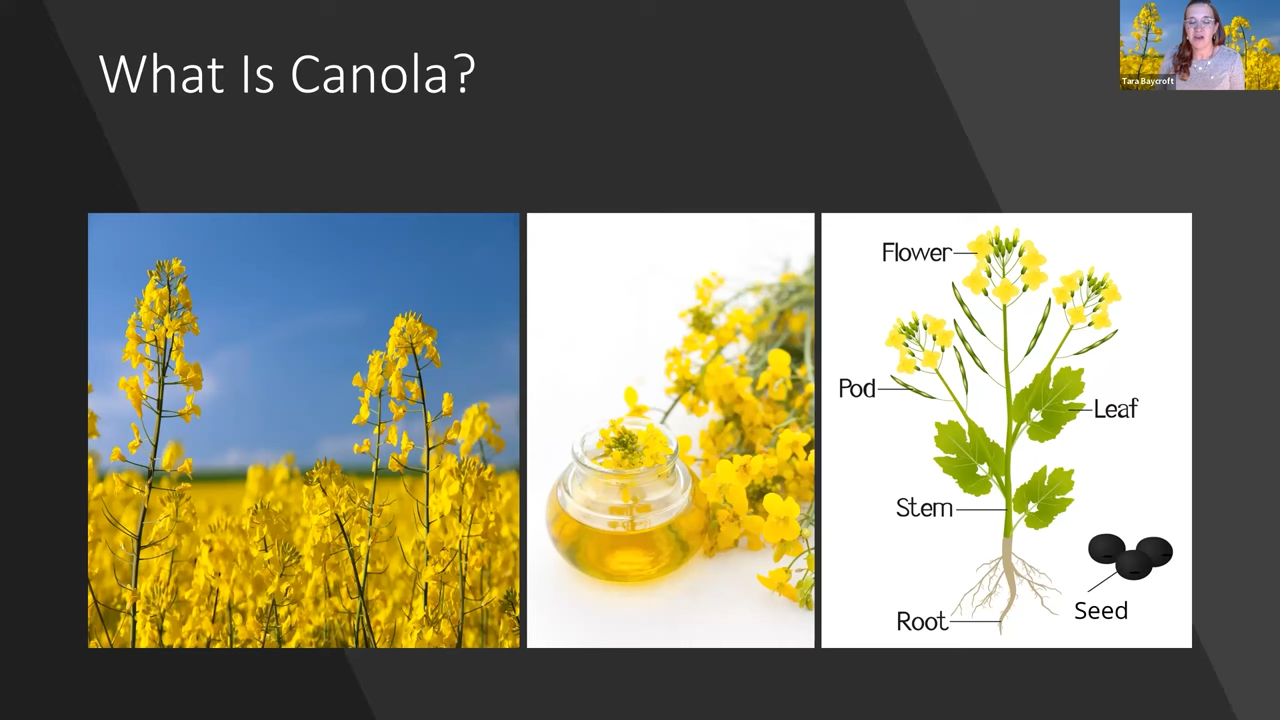 What Is Canola?
Tara Baycroft
Flower
Pod
Leaf
Stem
Seed
Root